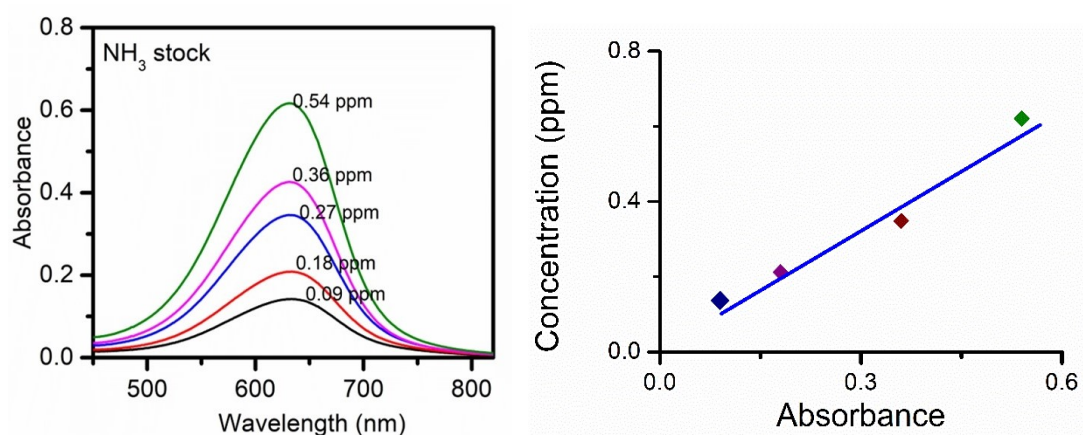 NH₃ stock
0.54 ppm
0.36 ppm
0.27 ppm
0.18 ppm
0.09 ppm
Absorbance
0.8
0.6
0.4
0.2
0.0
500 600 700 800
Wavelength (nm)
Concentration (ppm)
0.8
0.4
0.0
0.0 0.3 0.6
Absorbance